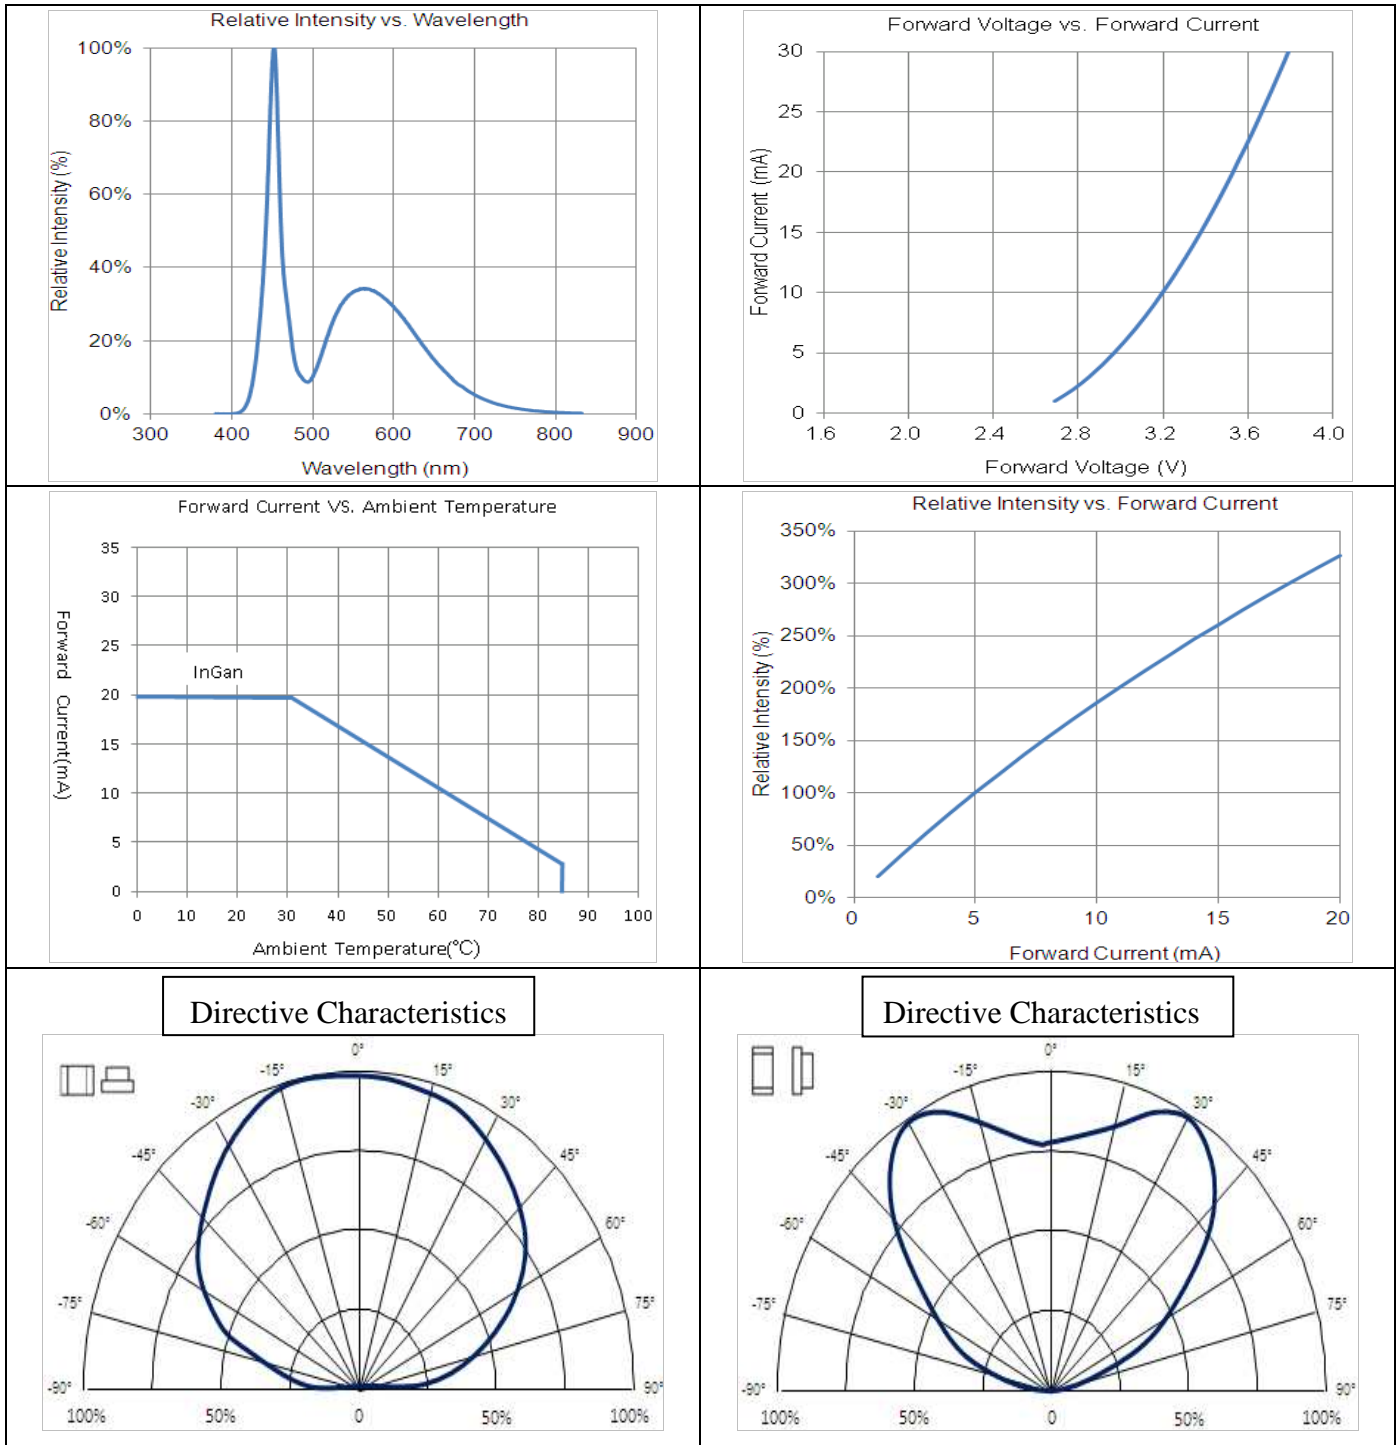 Relative Intensity vs. Wavelength
100%
80%
60%
40%
20%
0%
Relative Intensity (%)
300 400 500 600 700 800 900
Wavelength (nm)
Forward Voltage vs. Forward Current
30
25
20
15
10
5
0
Forward Current (mA)
1.6 2.0 2.4 2.8 3.2 3.6 4.0
Forward Voltage (V)
Forward Current VS. Ambient Temperature
35
30
25
20
15
10
5
0
InGan
Forward Current(mA)
0 10 20 30 40 50 60 70 80 90 100
Ambient Temperature(°C)
Relative Intensity vs. Forward Current
350%
300%
250%
200%
150%
100%
50%
0%
Relative Intensity (%)
0 5 10 15 20
Forward Current (mA)
Directive Characteristics
0°
-15° 15°
-30° 30°
-45° 45°
-60° 60°
-75° 75°
-90° 90°
100% 50% 0 50% 100%
Directive Characteristics
0°
-15° 15°
-30° 30°
-45° 45°
-60° 60°
-75° 75°
-90° 90°
100% 50% 0 50% 100%